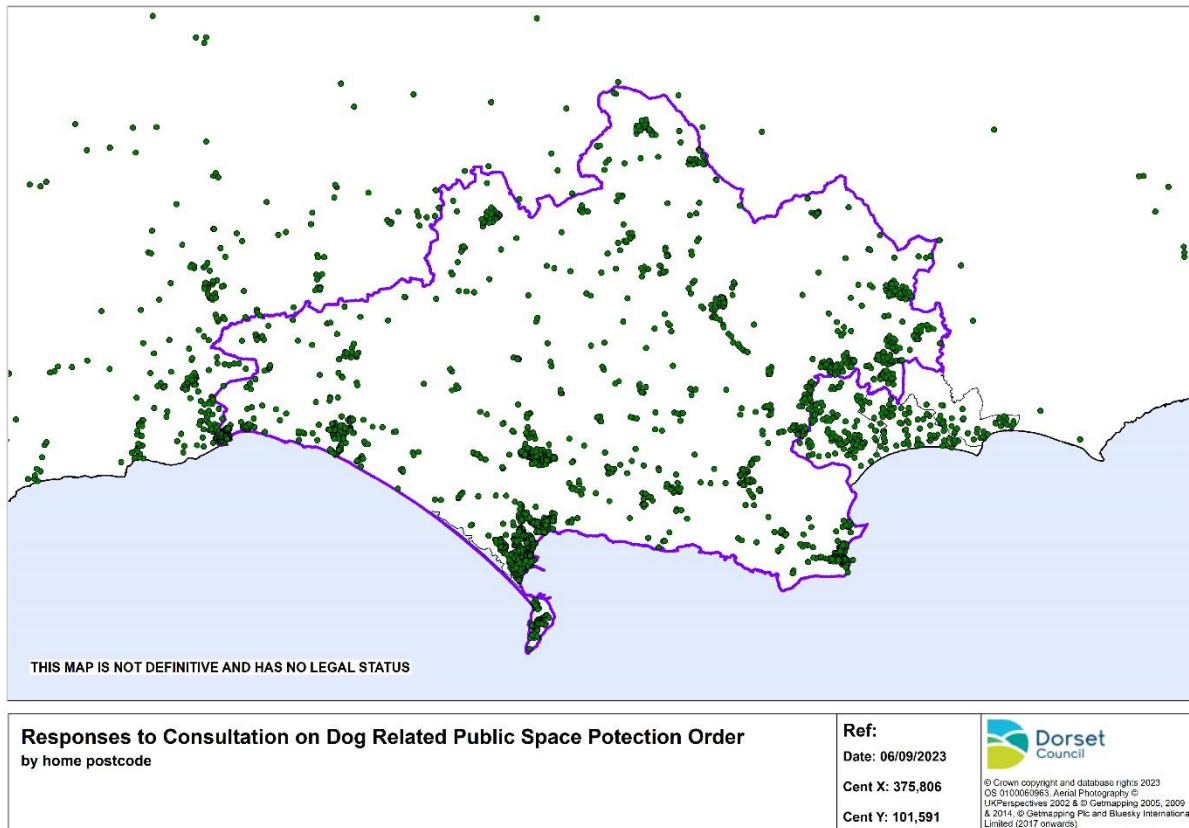 THIS MAP IS NOT DEFINITIVE AND HAS NO LEGAL STATUS
Responses to Consultation on Dog Related Public Space Potection Order
by home postcode
Ref:
Date: 06/09/2023
Cent X: 375,806
Cent Y: 101,591
Dorset
Council
© Crown copyright and database rights 2023
OS 0100060963. Aerial Photography ©
UKPerspectives 2002 & © Getmapping 2005, 2009
& 2014, © Getmapping Plc and Bluesky International
Limited (2017 onwards)